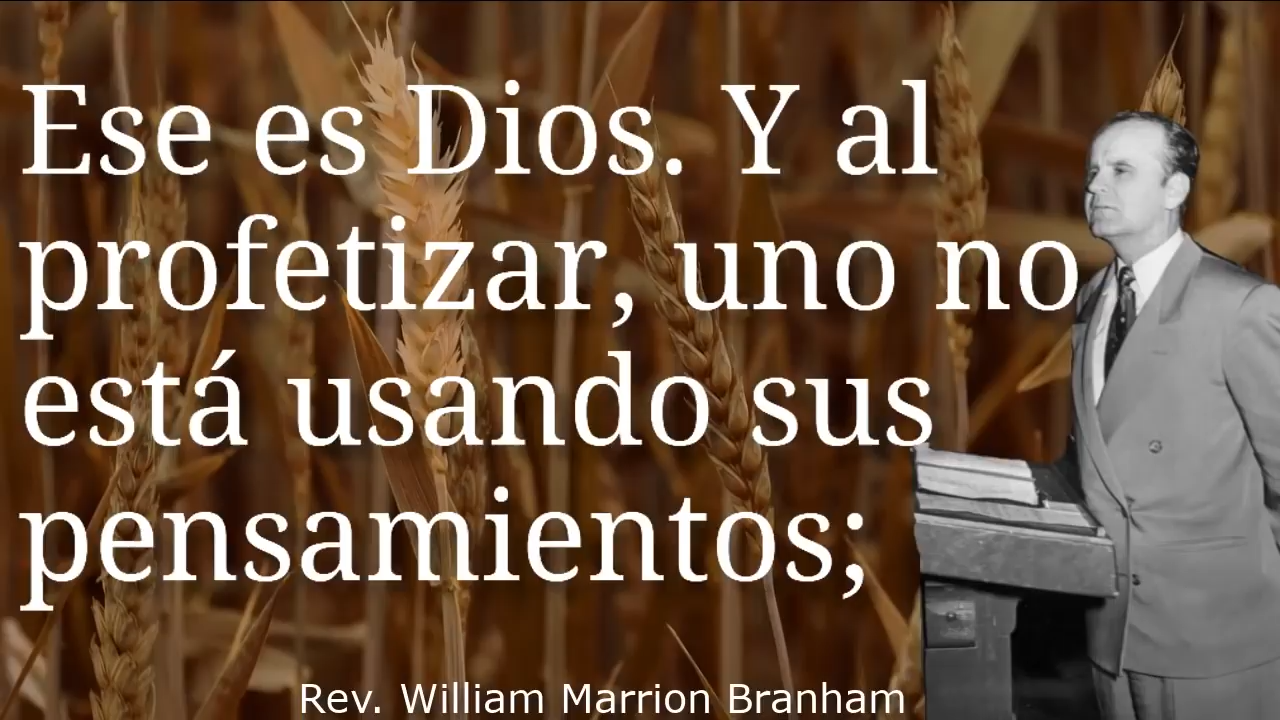 Ese es Dios. Y al
profetizar, uno no
está usando sus
pensamientos;
Rev. William Marrion Branham